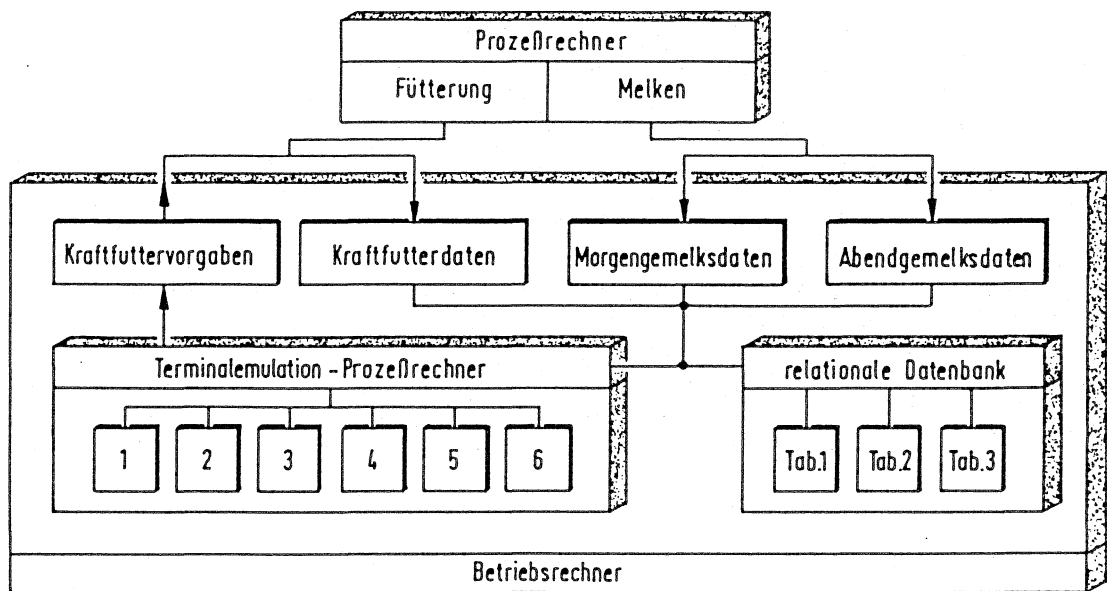 Prozeßrechner
Fütterung Melken
Kraftfuttervorgaben Kraftfutterdaten Morgengemelksdaten Abendgemelksdaten
Terminalemulation - Prozeßrechner relationale Datenbank
1 2 3 4 5 6 Tab.1 Tab.2 Tab.3
Betriebsrechner